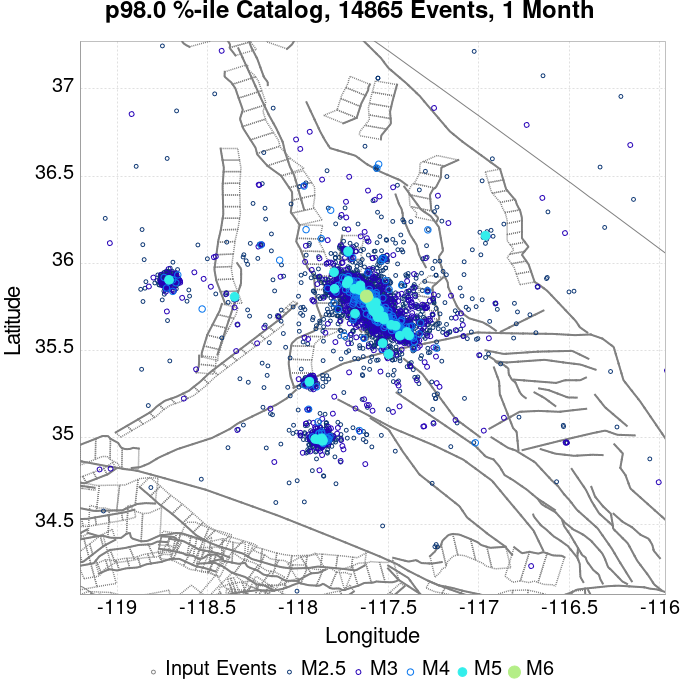 p98.0 %-ile Catalog, 14865 Events, 1 Month
37
36.5
36
35.5
35
34.5
Latitude
-119 -118.5 -118 -117.5 -117 -116.5 -116
Longitude
Input Events M2.5 M3 M4 M5 M6